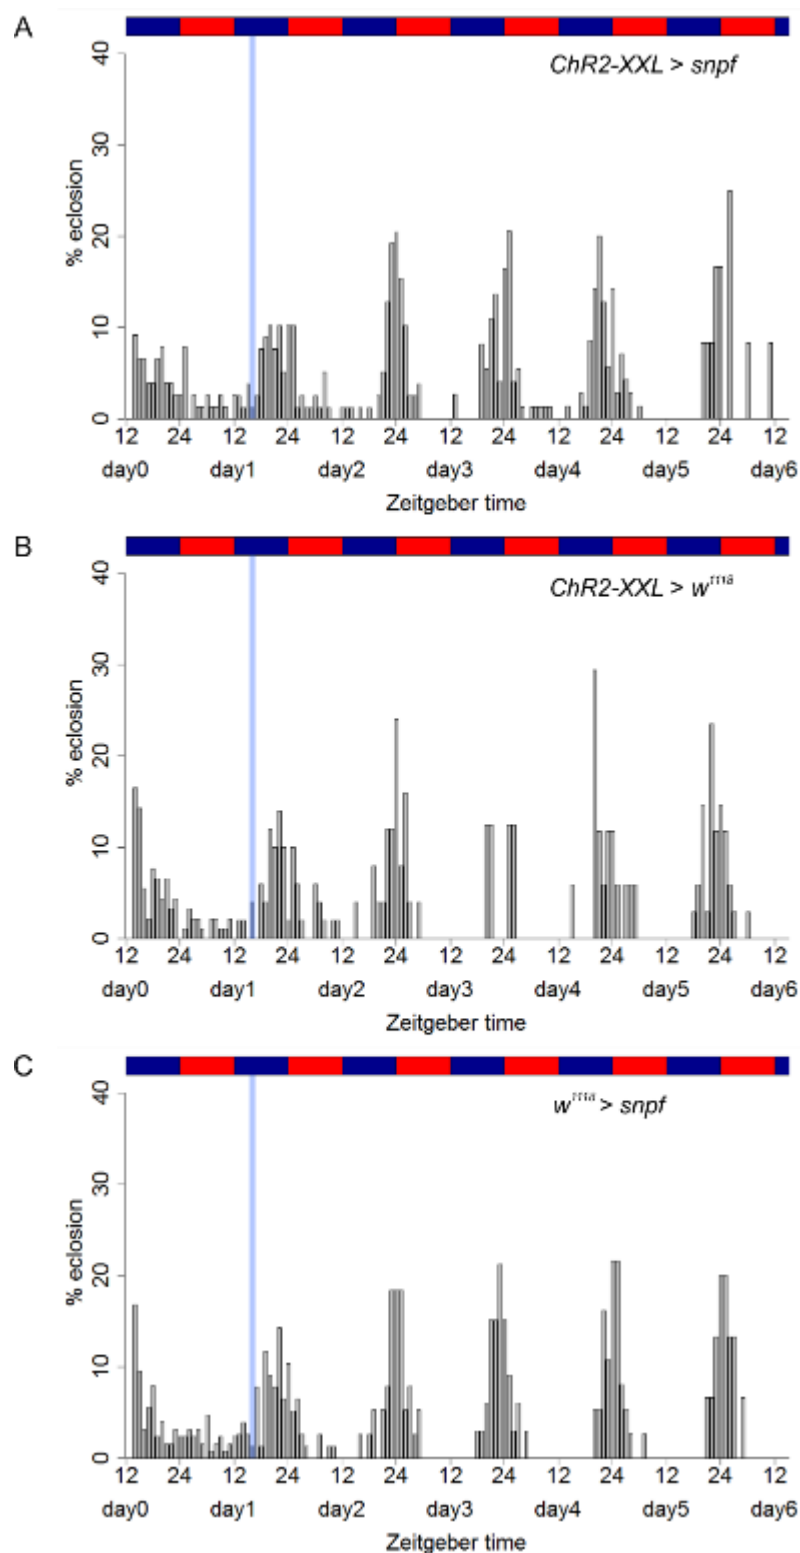 A
ChR2-XXL > snpf
% eclosion
40
30
20
10
0
12 24 12 24 12 24 12 24 12 24 12 24 12
day0 day1 day2 day3 day4 day5 day6
Zeitgeber time
B
ChR2-XXL > w¹¹¹⁸
% eclosion
40
30
20
10
0
12 24 12 24 12 24 12 24 12 24 12 24 12
day0 day1 day2 day3 day4 day5 day6
Zeitgeber time
C
w¹¹¹⁸ > snpf
% eclosion
40
30
20
10
0
12 24 12 24 12 24 12 24 12 24 12 24 12
day0 day1 day2 day3 day4 day5 day6
Zeitgeber time